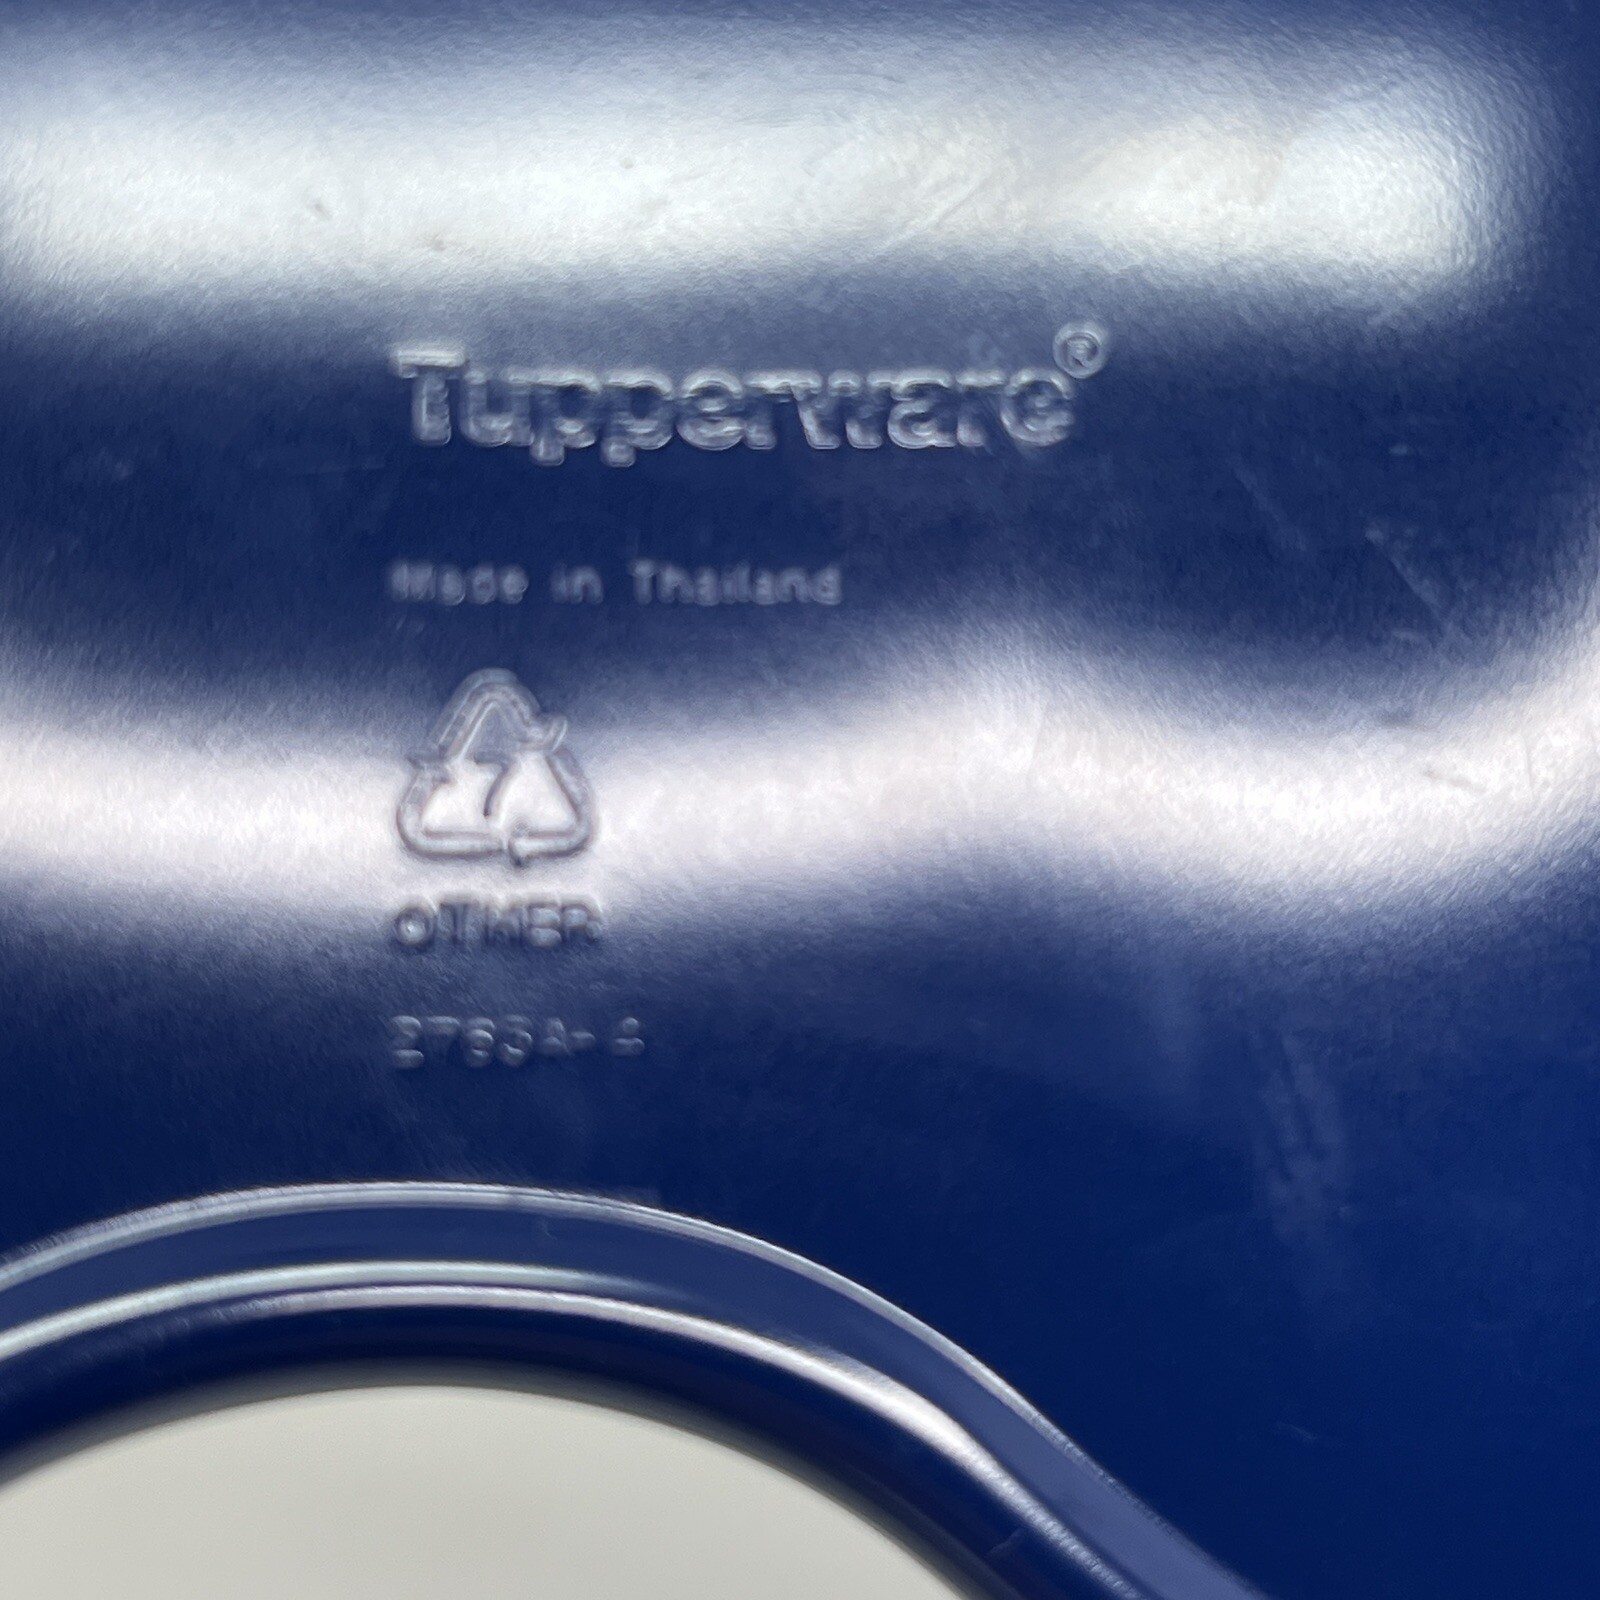 Tupperware®
Made in Thailand
7
OTHER